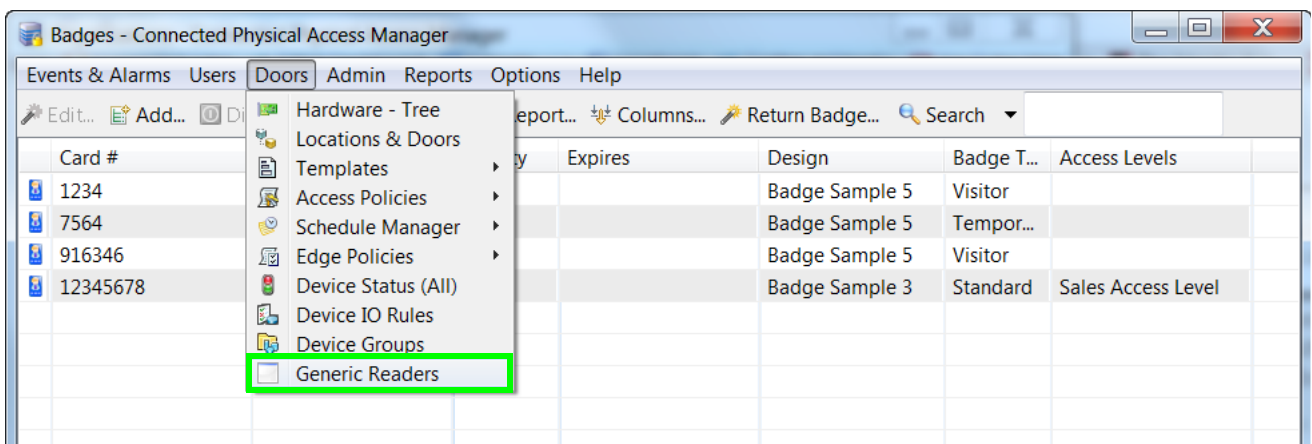 Badges - Connected Physical Access Manager
Events & Alarms Users Doors Admin Reports Options Help
Edit... Add... Columns... Return Badge... Search
Card # Expires Design Badge T... Access Levels
1234 Badge Sample 5 Visitor
7564 Badge Sample 5 Tempor...
916346 Badge Sample 5 Visitor
12345678 Badge Sample 3 Standard Sales Access Level
Hardware - Tree
Locations & Doors
Templates
Access Policies
Schedule Manager
Edge Policies
Device Status (All)
Device IO Rules
Device Groups
Generic Readers